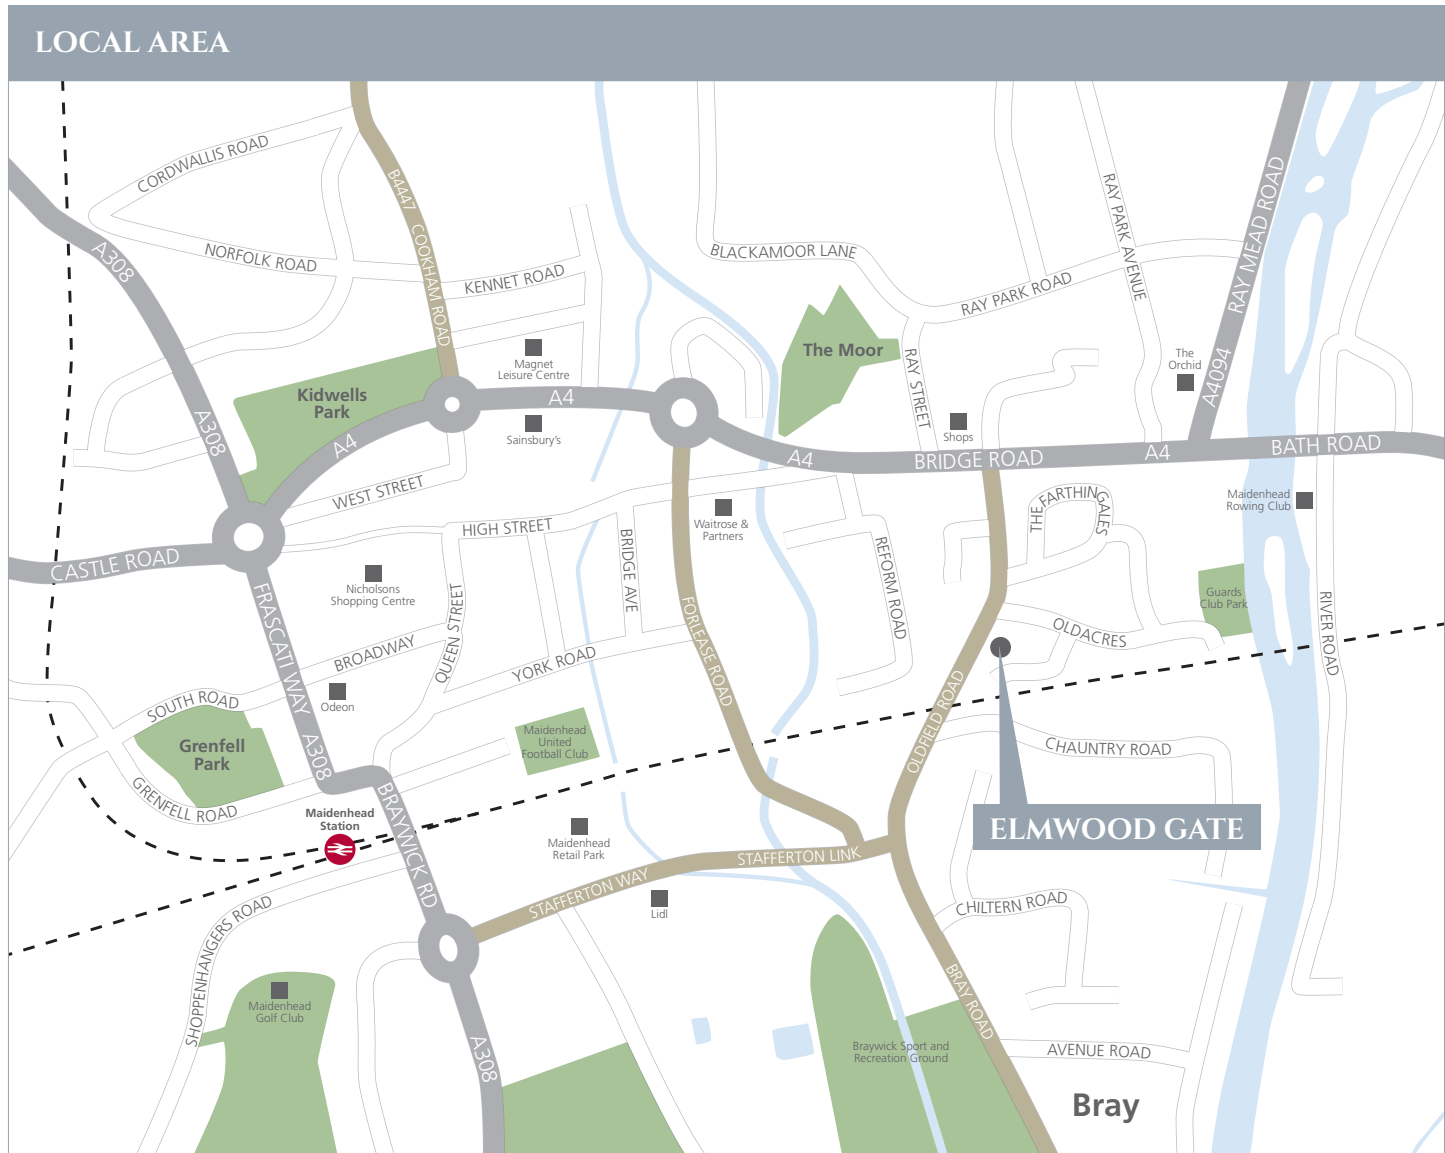 LOCAL AREA
CORDWALLIS ROAD
B4447
COOKHAM ROAD
NORFOLK ROAD
KENNET ROAD
A308
BLACKAMOOR LANE
RAY PARK ROAD
RAY PARK AVENUE
RAY MEAD ROAD
A4094
The Moor
RAY STREET
The
Orchid
Magnet
Leisure Centre
Kidwells
Park
A4
A4
Sainsbury's
A308
Shops
A4
BRIDGE ROAD
A4
BATH ROAD
WEST STREET
HIGH STREET
Waitrose &
Partners
THE FARTHINGALES
Maidenhead
Rowing Club
CASTLE ROAD
Nicholsons
Shopping Centre
BRIDGE AVE
REFORM ROAD
FRASCATI WAY
QUEEN STREET
FORLEASE ROAD
Guards
Club Park
RIVER ROAD
OLDACRES
BROADWAY
YORK ROAD
SOUTH ROAD
Odeon
OLDFIELD ROAD
Grenfell
Park
A308
Maidenhead
United
Football Club
CHAUNTRY ROAD
GRENFELL ROAD
Maidenhead
Station
BRAYWICK RD
Maidenhead
Retail Park
STAFFERTON LINK
ELMWOOD GATE
STAFFERTON WAY
Lidl
CHILTERN ROAD
SHOPPENHANGERS ROAD
Maidenhead
Golf Club
A308
BRAY ROAD
Braywick Sport and
Recreation Ground
AVENUE ROAD
Bray